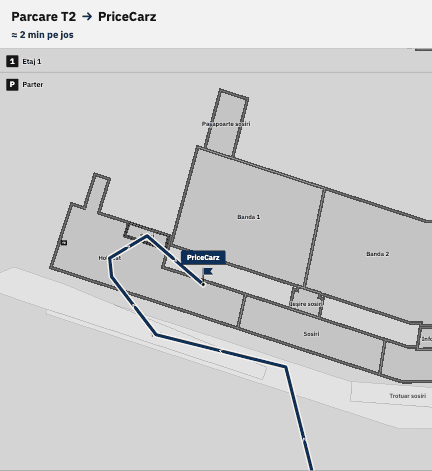 Parcare T2 → PriceCarz
≈ 2 min pe jos
1 Etaj 1
P Parter
Pașapoarte sosiri
Banda 1
Banda 2
PriceCarz
Ieșire sosiri
Sosiri
Info
Trotuar sosiri